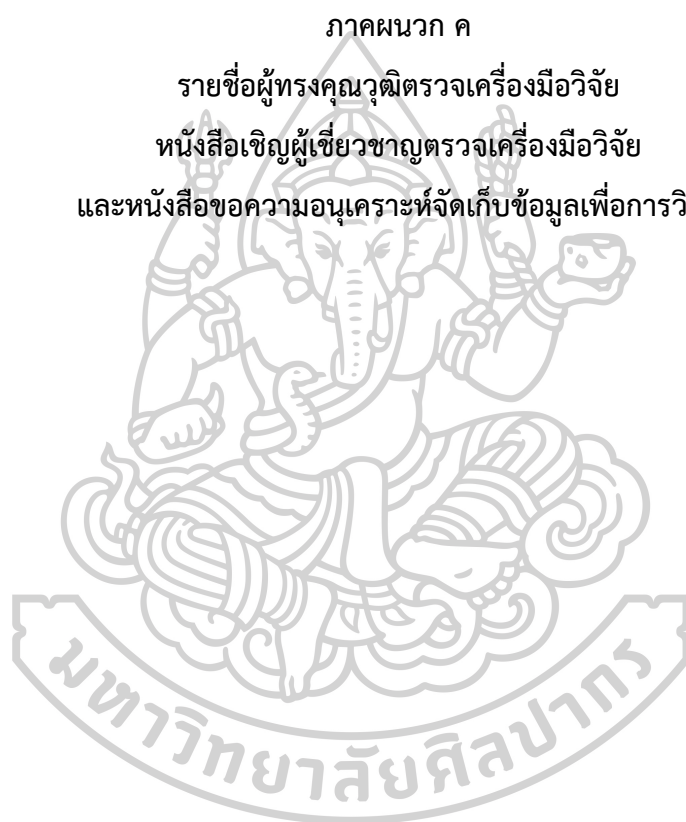 ภาคผนวก ค
รายชื่อผู้ทรงคุณวุฒิตรวจเครื่องมือวิจัย
หนังสือเชิญผู้เชี่ยวชาญตรวจเครื่องมือวิจัย
และหนังสือขอความอนุเคราะห์จัดเก็บข้อมูลเพื่อการวิ
มหาวิทยาลัยศิลปากร